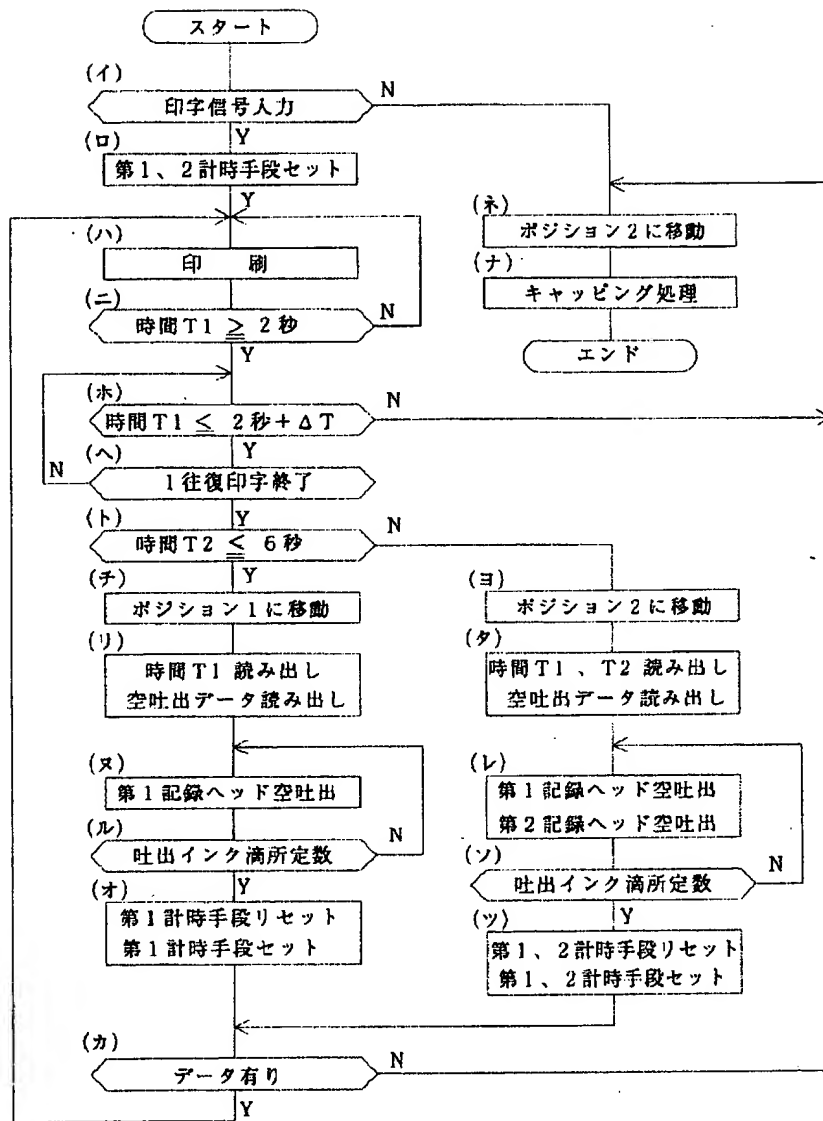 スタート
(イ)
印字信号入力
N
Y
(ロ)
第1、2計時手段セット
Y
(ハ)
印 刷
(ニ)
時間T1 ≧ 2秒
N
Y
(ホ)
時間T1 ≦ 2秒+ΔT
N
Y
(ヘ)
1往復印字終了
N
Y
(ト)
時間T2 ≦ 6秒
N
Y
(チ)
ポジション1に移動
(リ)
時間T1 読み出し
空吐出データ読み出し
(ヌ)
第1記録ヘッド空吐出
(ル)
吐出インク滴所定数
N
Y
(オ)
第1計時手段リセット
第1計時手段セット
(カ)
データ有り
N
Y
(ネ)
ポジション2に移動
(ナ)
キャッピング処理
エンド
(ヨ)
ポジション2に移動
(タ)
時間T1、T2 読み出し
空吐出データ読み出し
(レ)
第1記録ヘッド空吐出
第2記録ヘッド空吐出
(ソ)
吐出インク滴所定数
N
Y
(ツ)
第1、2計時手段リセット
第1、2計時手段セット